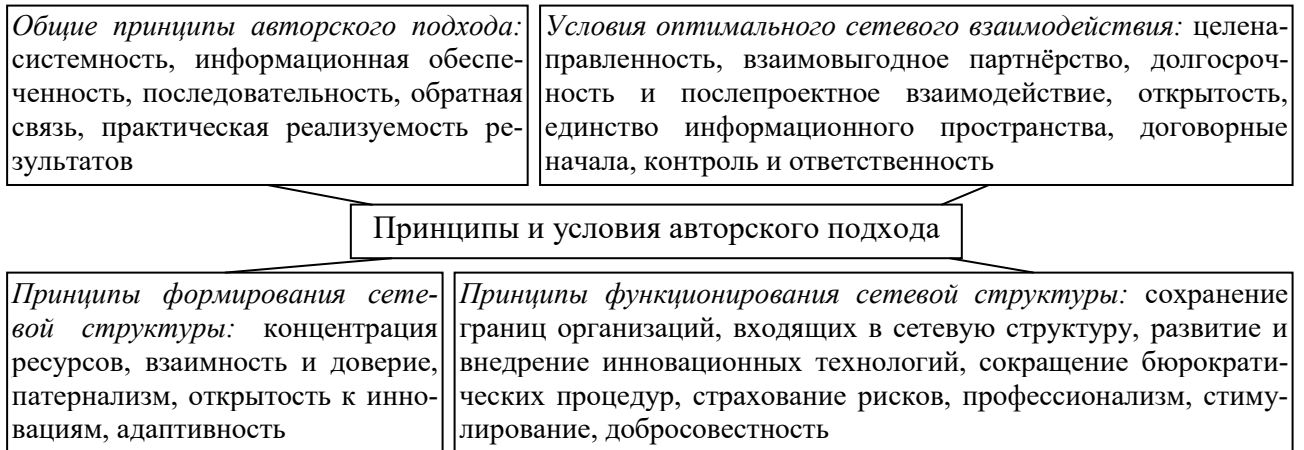 Общие принципы авторского подхода:
системность, информационная обеспе-
ченность, последовательность, обратная
связь, практическая реализуемость ре-
зультатов
Условия оптимального сетевого взаимодействия: целена-
правленность, взаимовыгодное партнёрство, долгосроч-
ность и послепроектное взаимодействие, открытость,
единство информационного пространства, договорные
начала, контроль и ответственность
Принципы и условия авторского подхода
Принципы формирования сете-
вой структуры: концентрация
ресурсов, взаимность и доверие,
патернализм, открытость к инно-
вациям, адаптивность
Принципы функционирования сетевой структуры: сохранение
границ организаций, входящих в сетевую структуру, развитие и
внедрение инновационных технологий, сокращение бюрократи-
ческих процедур, страхование рисков, профессионализм, стиму-
лирование, добросовестность